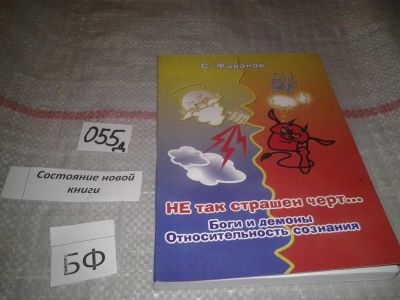 055д
Состояние новой
книги
БФ
С. Жаданов
НЕ так страшен черт...
Боги и демоны
Относительность сознания